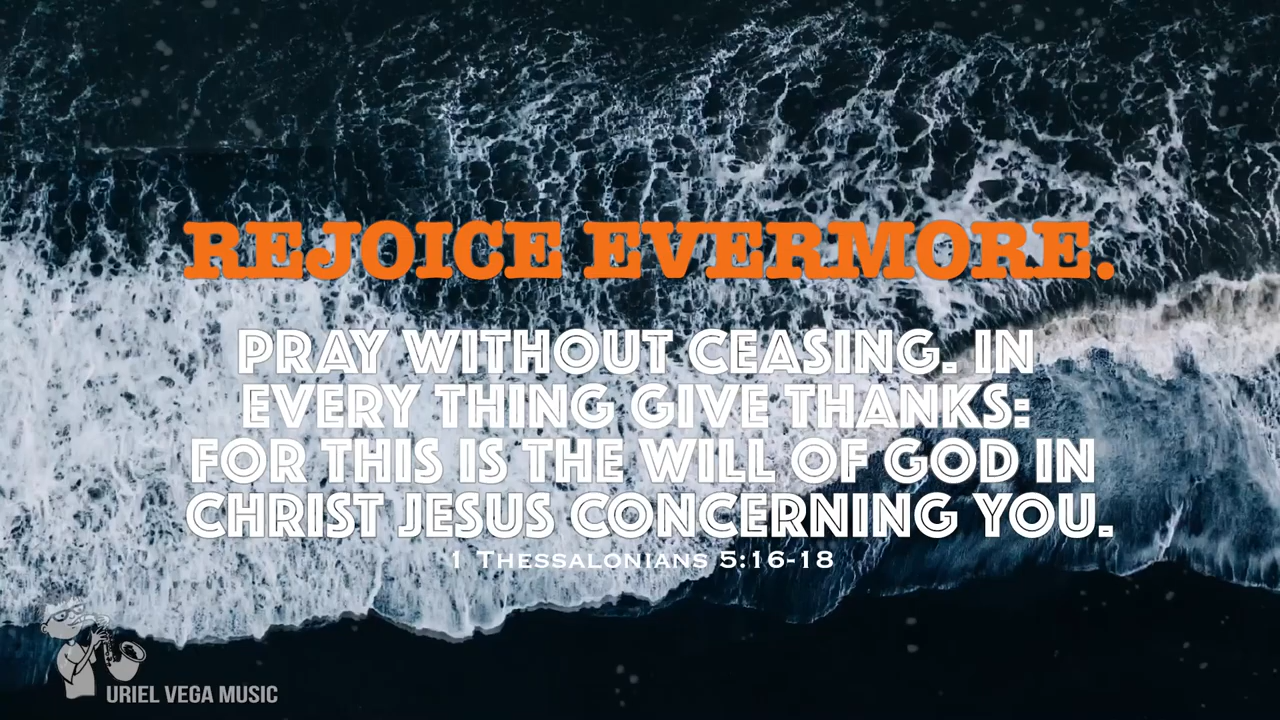 REJOICE EVERMORE.
PRAY WITHOUT CEASING. IN
EVERY THING GIVE THANKS:
FOR THIS IS THE WILL OF GOD IN
CHRIST JESUS CONCERNING YOU.
1 THESSALONIANS 5:16-18
URIEL VEGA MUSIC